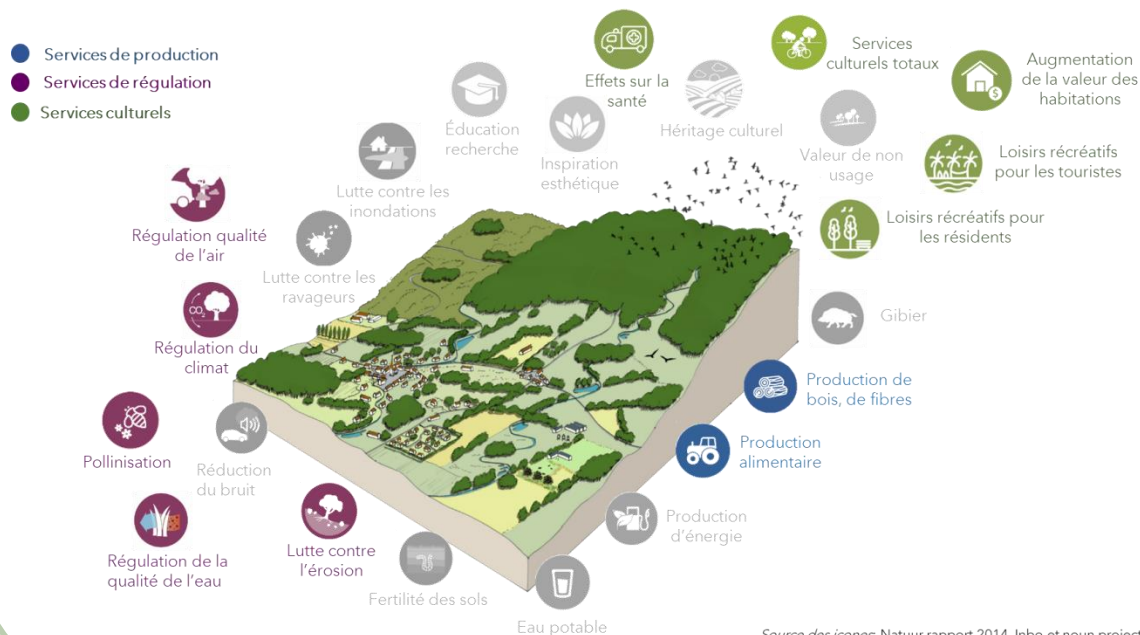 Services de production
Services de régulation
Services culturels
Effets sur la
santé
Services
culturels totaux
Augmentation
de la valeur des
habitations
Éducation
recherche
Inspiration
esthétique
Héritage culturel
Valeur de non
usage
Loisirs récréatifs
pour les touristes
Lutte contre les
inondations
Loisirs récréatifs pour
les résidents
Régulation qualité
de l'air
Lutte contre les
ravageurs
CO2
Régulation du
climat
Gibier
Production de
bois, de fibres
Pollinisation
Réduction
du bruit
Production
alimentaire
Régulation de la
qualité de l'eau
Lutte contre
l'érosion
Production
d'énergie
Fertilité des sols
Eau potable
Source des icones: Natuur rapport 2014, Inbo et